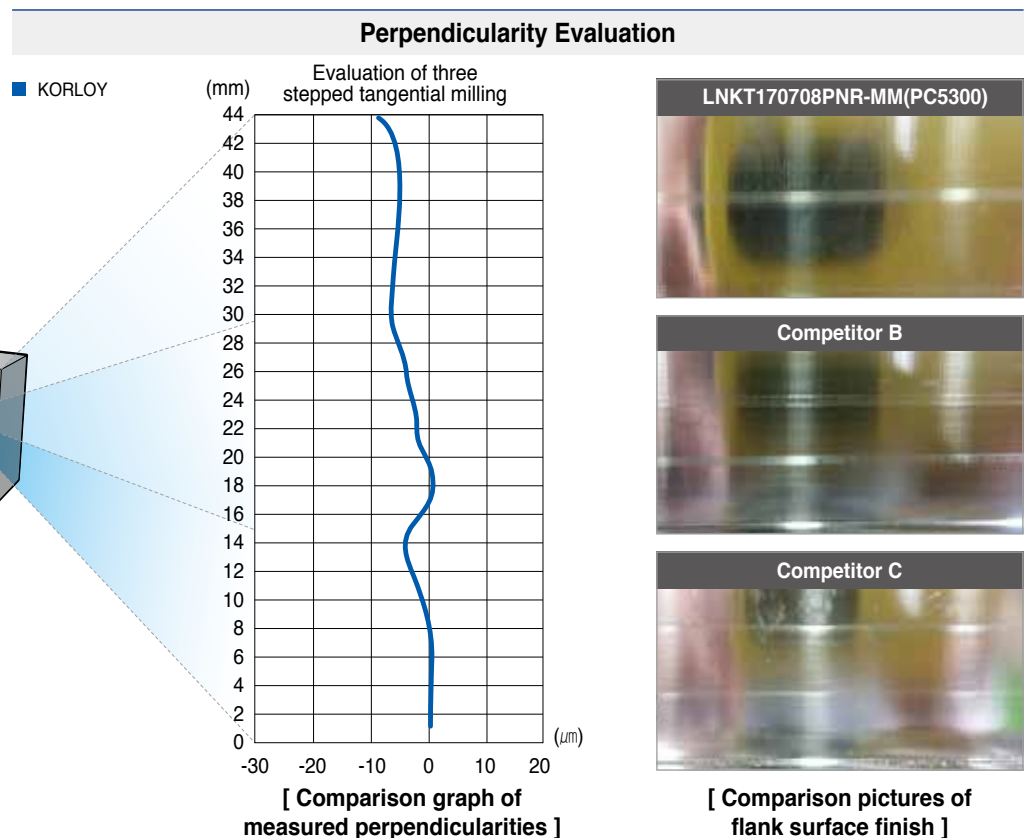 Perpendicularity Evaluation
KORLOY
(mm)
Evaluation of three
stepped tangential milling
44
42
40
38
36
34
32
30
28
26
24
22
20
18
16
14
12
10
8
6
4
2
0
(μm)
-30 -20 -10 0 10 20
[ Comparison graph of
measured perpendicularities ]
LNKT170708PNR-MM(PC5300)
Competitor B
Competitor C
[ Comparison pictures of
flank surface finish ]